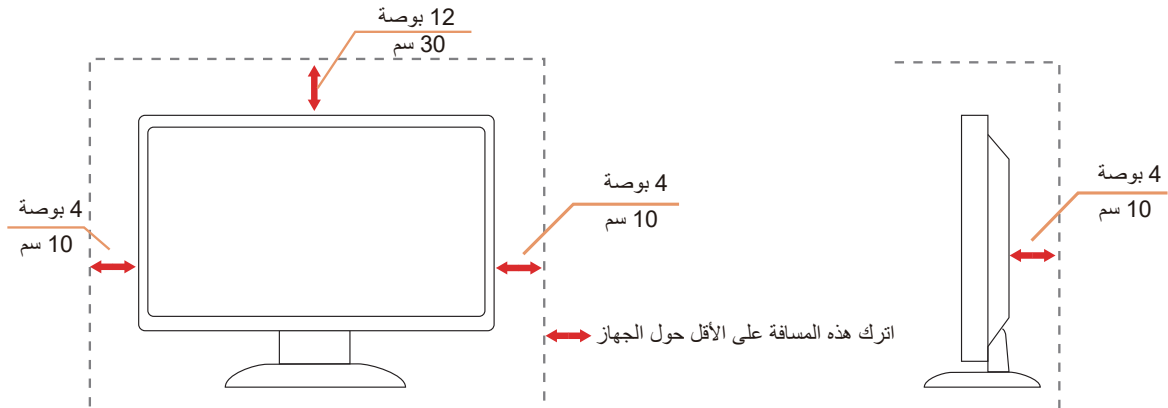 12 بوصة
30 سم
4 بوصة
10 سم
4 بوصة
10 سم
4 بوصة
10 سم
اترك هذه المسافة على الأقل حول الجهاز